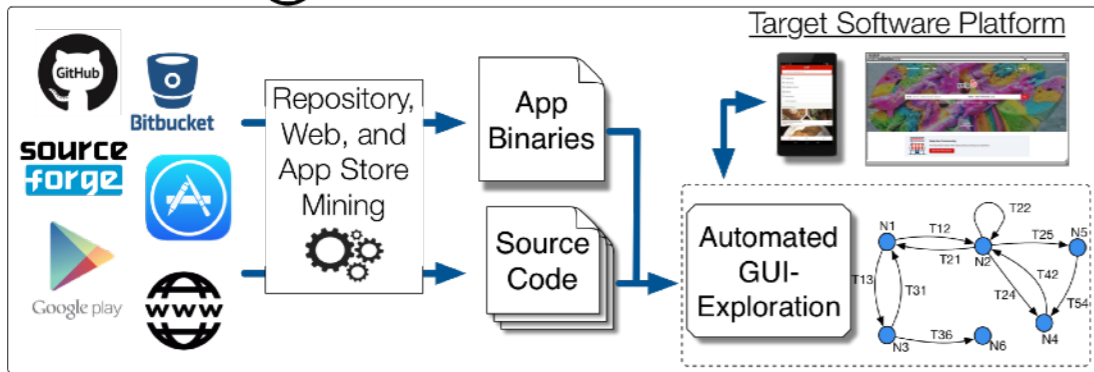 Target Software Platform
GitHub
Bitbucket
source
forge
Google play
www
Repository,
Web, and
App Store
Mining
App
Binaries
Source
Code
Automated
GUI-
Exploration
T22
N1
T12
N5
T25
T21
N2
T13
T31
T42
T24
T54
N3
T36
N6
N4